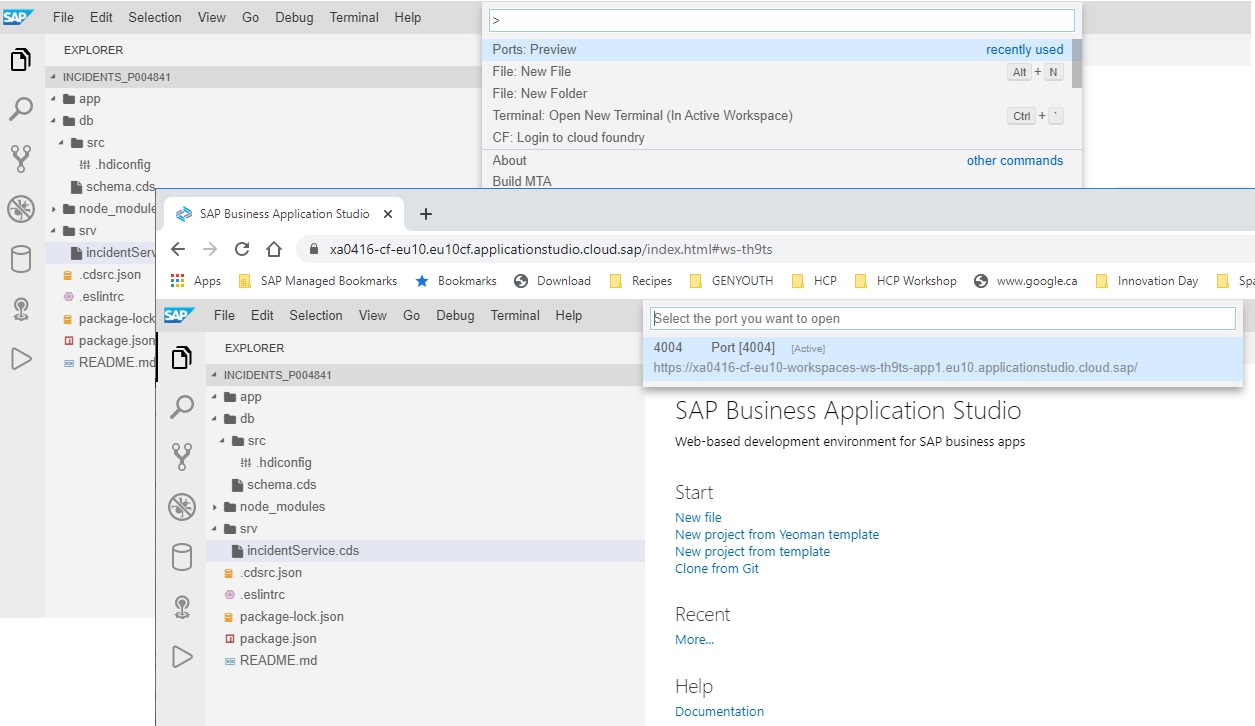 SAP File Edit Selection View Go Debug Terminal Help
>
Ports: Preview recently used
File: New File Alt + N
File: New Folder
Terminal: Open New Terminal (In Active Workspace) Ctrl + `
CF: Login to cloud foundry
About other commands
Build MTA
EXPLORER
INCIDENTS_P004841
app
db
src
.hdiconfig
schema.cds
node_module
srv
incidentServ
.cdsrc.json
.eslintrc
package-lock
package.json
README.md
SAP Business Application Studio
xa0416-cf-eu10.eu10cf.applicationstudio.cloud.sap/index.html#ws-th9ts
Apps SAP Managed Bookmarks Bookmarks Download Recipes GENYOUTH HCP HCP Workshop www.google.ca Innovation Day Spa
SAP File Edit Selection View Go Debug Terminal Help
Select the port you want to open
4004 Port [4004] [Active]
https://xa0416-cf-eu10-workspaces-ws-th9ts-app1.eu10.applicationstudio.cloud.sap/
EXPLORER
INCIDENTS_P004841
app
db
src
.hdiconfig
schema.cds
node_modules
srv
incidentService.cds
.cdsrc.json
.eslintrc
package-lock.json
package.json
README.md
SAP Business Application Studio
Web-based development environment for SAP business apps
Start
New file
New project from Yeoman template
New project from template
Clone from Git
Recent
More...
Help
Documentation